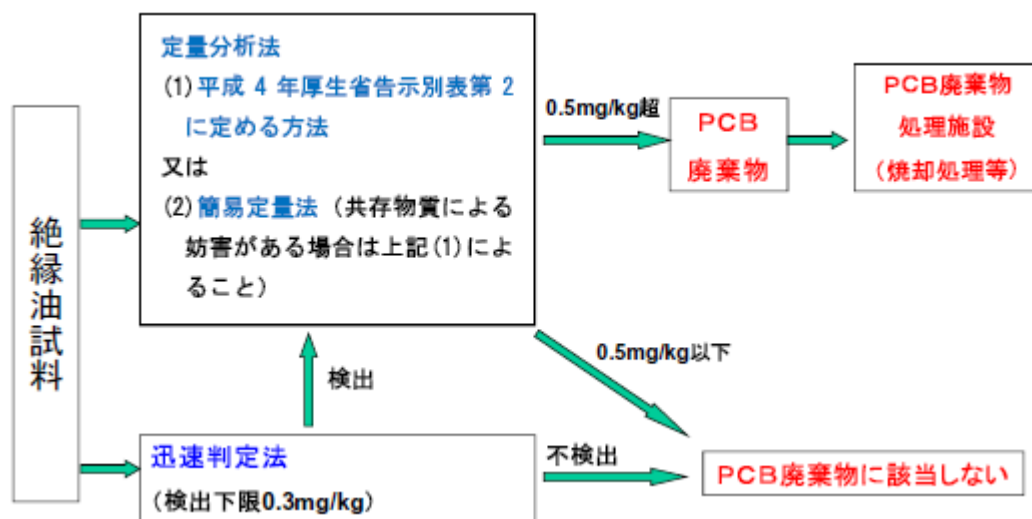 絶縁油試料
定量分析法
(1)平成 4 年厚生省告示別表第 2
に定める方法
又は
(2)簡易定量法（共存物質による
妨害がある場合は上記(1)によ
ること）
検出
迅速判定法
（検出下限0.3mg/kg）
0.5mg/kg超
PCB
廃棄物
PCB廃棄物
処理施設
（焼却処理等）
0.5mg/kg以下
不検出
PCB廃棄物に該当しない